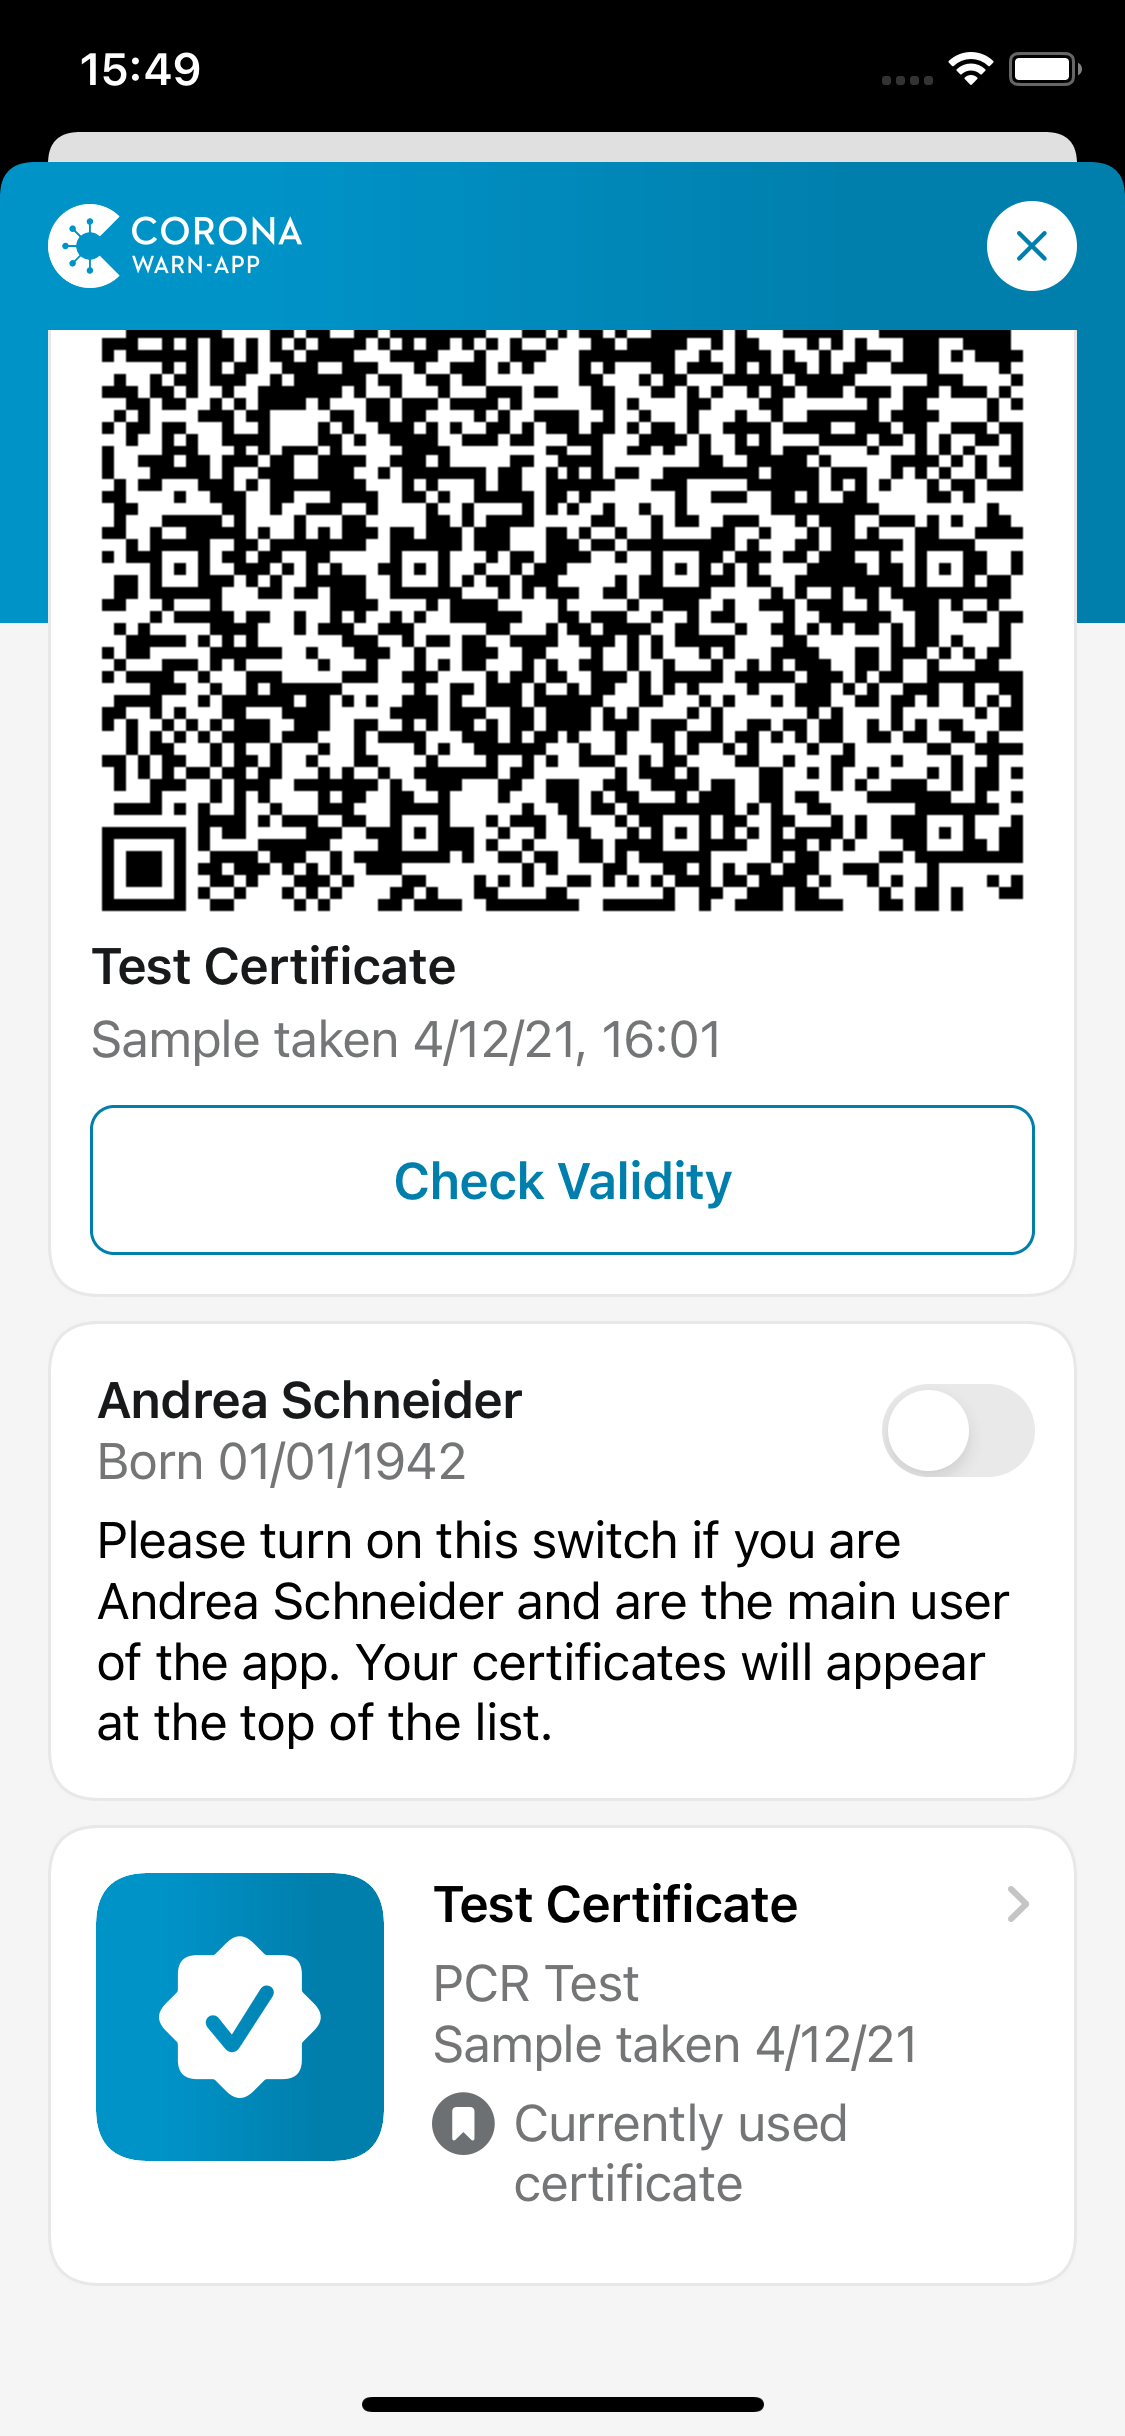 15:49
CORONA
WARN-APP
Test Certificate
Sample taken 4/12/21, 16:01
Check Validity
Andrea Schneider
Born 01/01/1942
Please turn on this switch if you are
Andrea Schneider and are the main user
of the app. Your certificates will appear
at the top of the list.
Test Certificate
PCR Test
Sample taken 4/12/21
Currently used
certificate